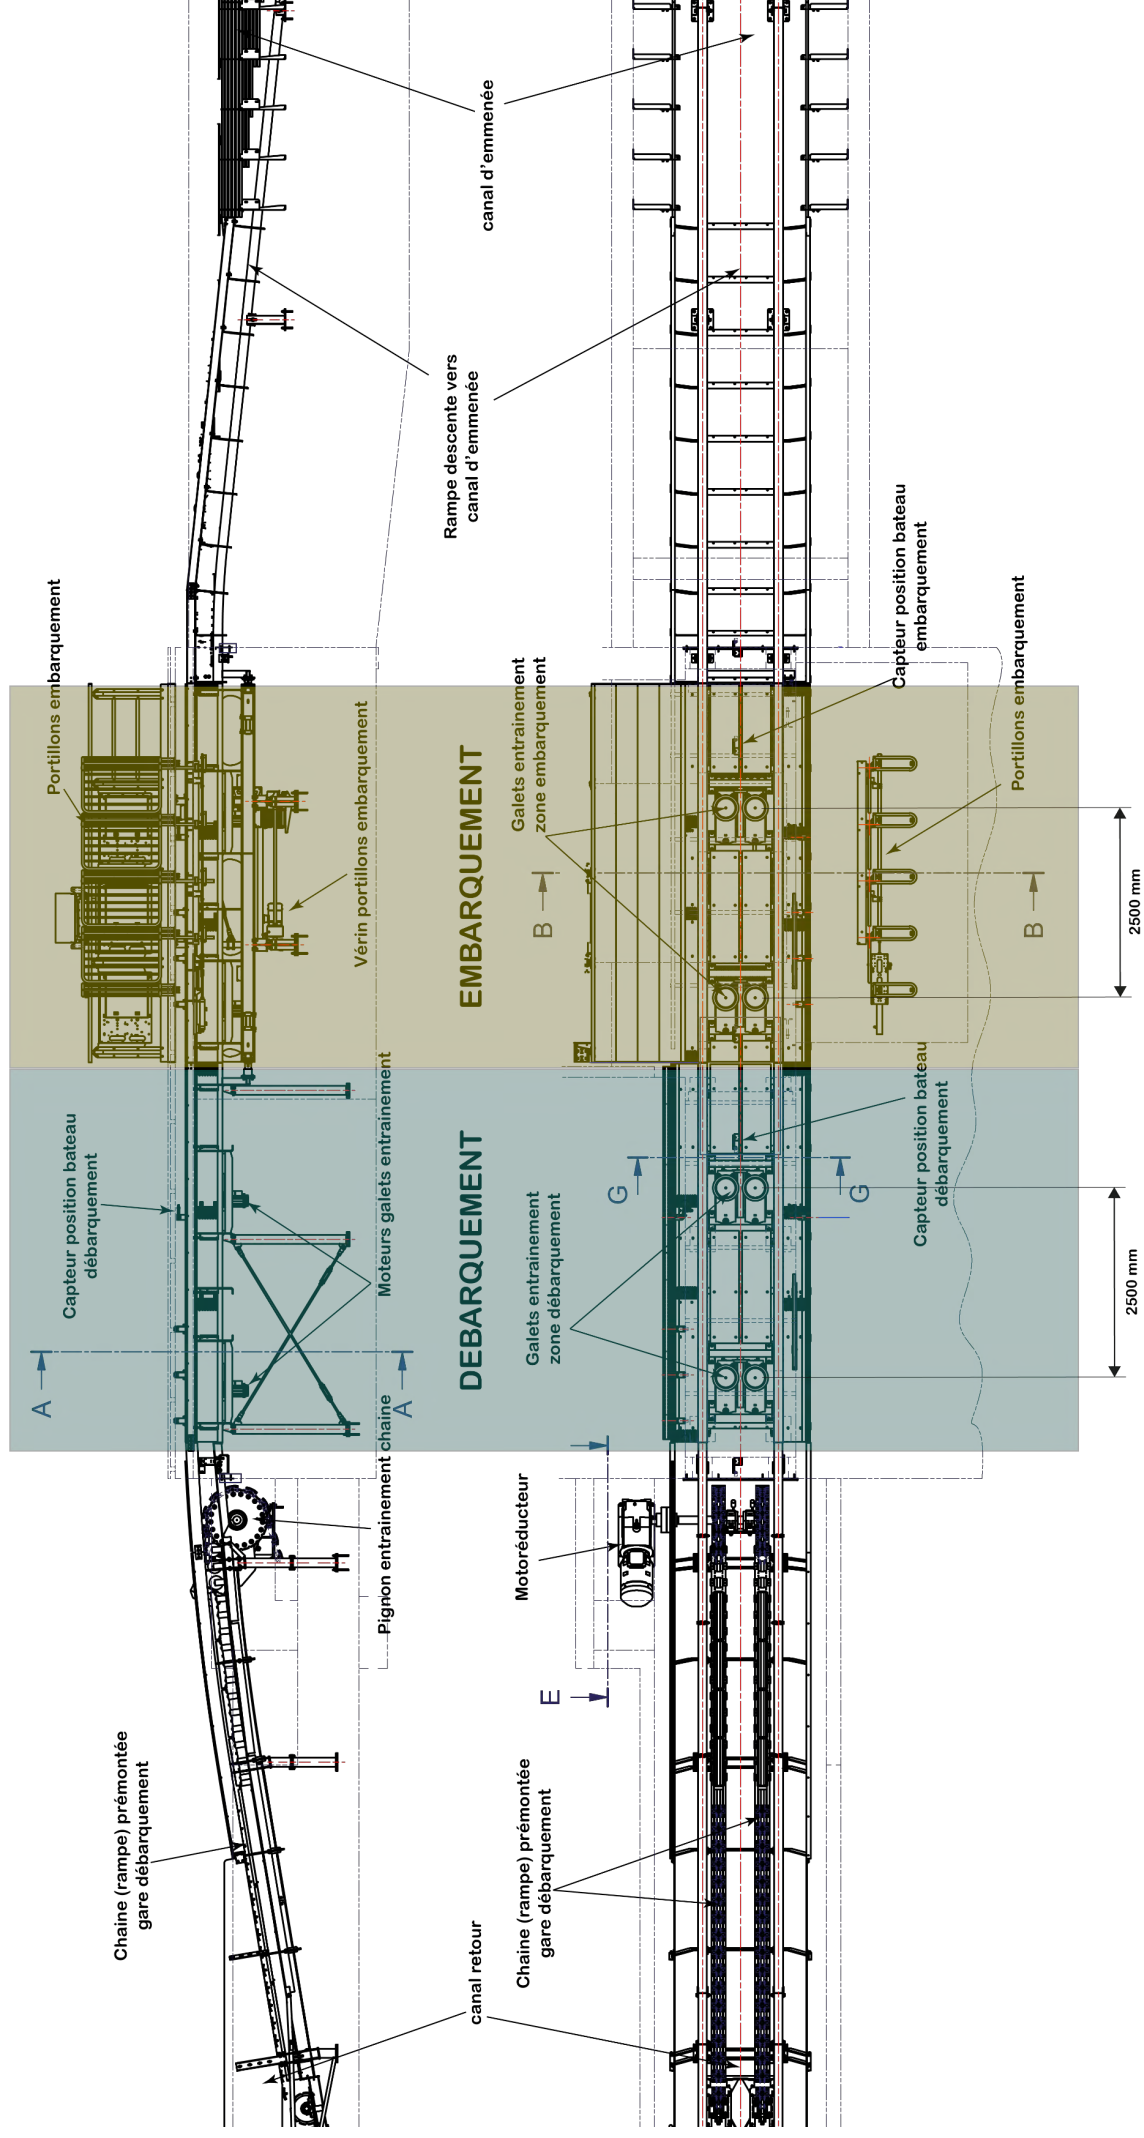 canal d'emmenée
Rampe descente vers
canal d'emmenée
Portillons embarquement
Vérin portillons embarquement
EMBARQUEMENT
Galets entrainement
zone embarquement
Capteur position bateau
embarquement
Portillons embarquement
B
B
2500 mm
Capteur position bateau
débarquement
Moteurs galets entrainement
DEBARQUEMENT
Galets entrainement
zone débarquement
Capteur position bateau
débarquement
G
G
2500 mm
A
A
Pignon entrainement chaine
Motoréducteur
E
Chaine (rampe) prémontée
gare débarquement
Chaine (rampe) prémontée
gare débarquement
canal retour